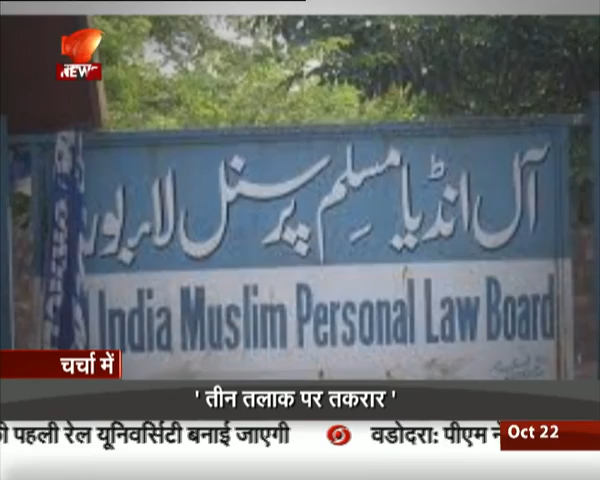 NEWS
آل انڈیا مسلم پرسنل لاء بورڈ
India Muslim Personal Law Board
चर्चा में
' तीन तलाक पर तकरार '
पहली रेल यूनिवर्सिटी बनाई जाएगी वडोदरा: पीएम
Oct 22